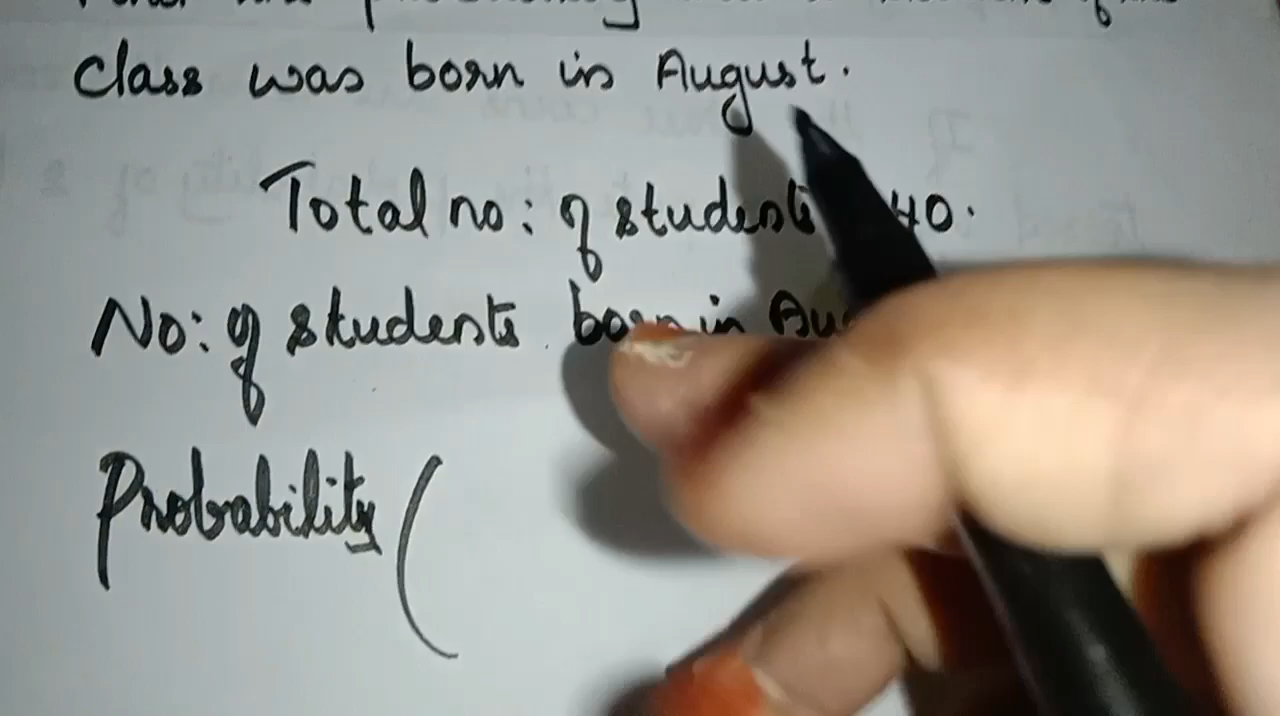 class was born in August.
Total no: of students 40.
No: of students born in Au
Probability (